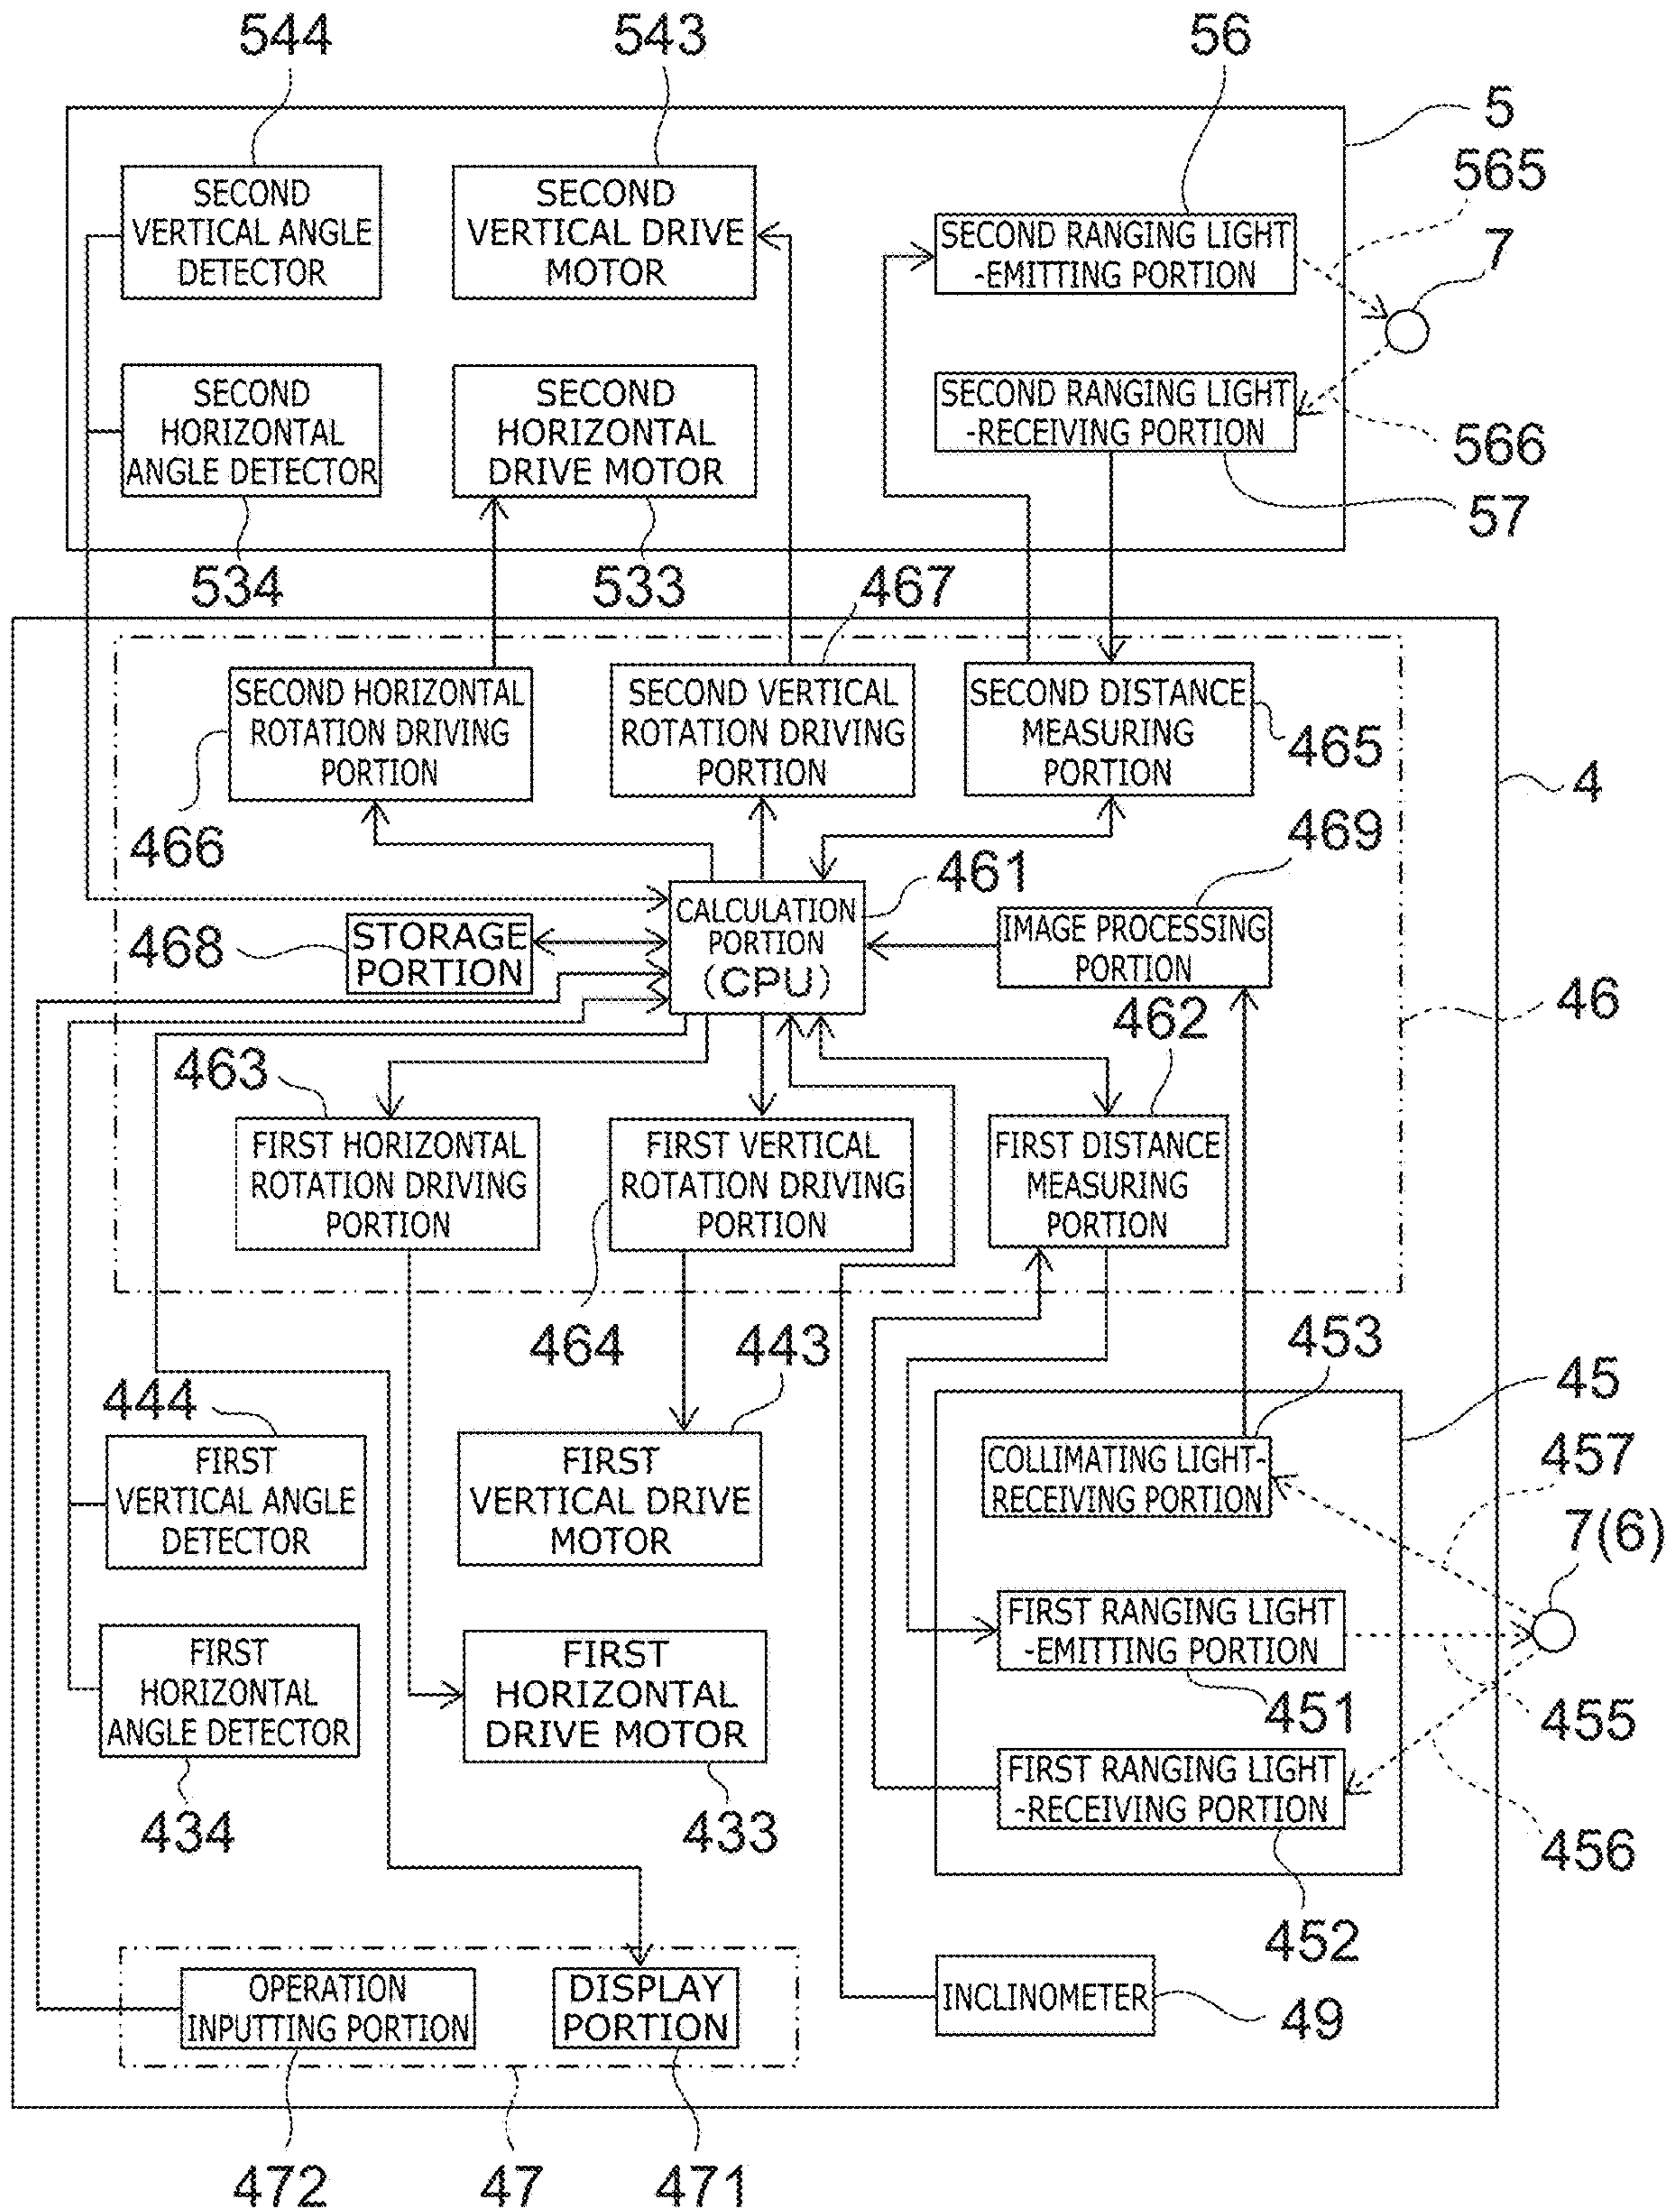 544
543
56
5
565
7
SECOND
VERTICAL ANGLE
DETECTOR
SECOND
VERTICAL DRIVE
MOTOR
SECOND RANGING LIGHT
-EMITTING PORTION
SECOND
HORIZONTAL
ANGLE DETECTOR
SECOND
HORIZONTAL
DRIVE MOTOR
SECOND RANGING LIGHT
-RECEIVING PORTION
566
57
534
533
467
SECOND HORIZONTAL
ROTATION DRIVING
PORTION
SECOND VERTICAL
ROTATION DRIVING
PORTION
SECOND DISTANCE
MEASURING
PORTION
465
4
466
469
461
468
STORAGE
PORTION
CALCULATION
PORTION
(CPU)
IMAGE PROCESSING
PORTION
46
462
463
FIRST HORIZONTAL
ROTATION DRIVING
PORTION
FIRST VERTICAL
ROTATION DRIVING
PORTION
FIRST DISTANCE
MEASURING
PORTION
464
443
453
45
444
457
FIRST
VERTICAL ANGLE
DETECTOR
FIRST
VERTICAL DRIVE
MOTOR
COLLIMATING LIGHT-
RECEIVING PORTION
7(6)
FIRST RANGING LIGHT
-EMITTING PORTION
FIRST
HORIZONTAL
ANGLE DETECTOR
FIRST
HORIZONTAL
DRIVE MOTOR
451
455
FIRST RANGING LIGHT
-RECEIVING PORTION
434
433
456
452
OPERATION
INPUTTING PORTION
DISPLAY
PORTION
INCLINOMETER
49
472
47
471